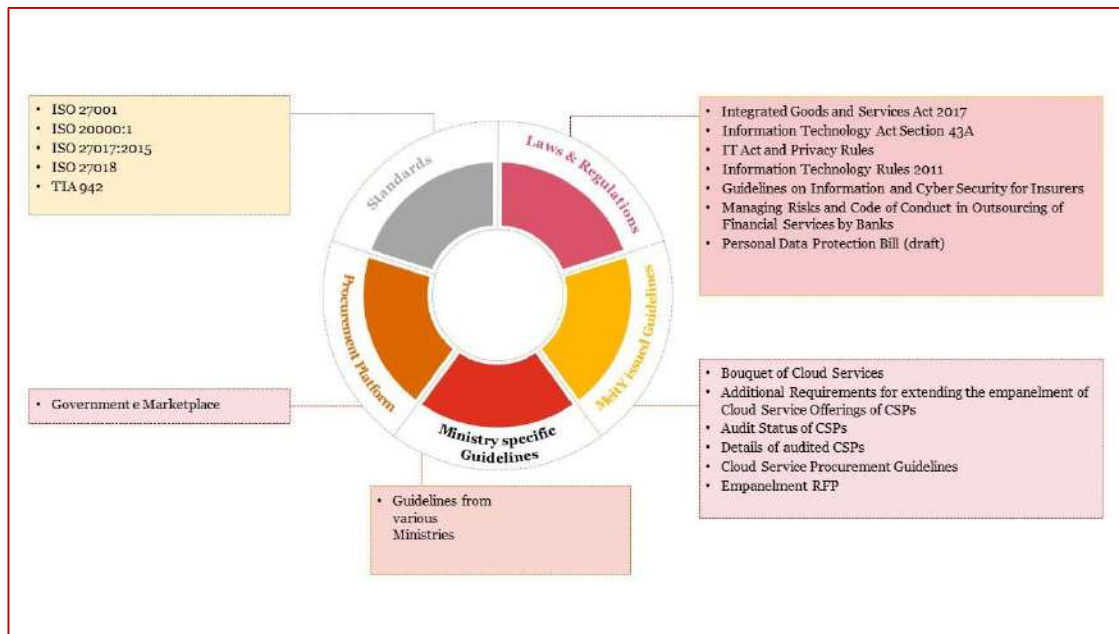 • ISO 27001
• ISO 20000:1
• ISO 27017:2015
• ISO 27018
• TIA 942
Standards
Laws & Regulations
• Integrated Goods and Services Act 2017
• Information Technology Act Section 43A
• IT Act and Privacy Rules
• Information Technology Rules 2011
• Guidelines on Information and Cyber Security for Insurers
• Managing Risks and Code of Conduct in Outsourcing of
Financial Services by Banks
• Personal Data Protection Bill (draft)
Procurement Platform
MeitY issued Guidelines
• Government e Marketplace
Ministry specific
Guidelines
• Bouquet of Cloud Services
• Additional Requirements for extending the empanelment of
Cloud Service Offerings of CSPs
• Audit Status of CSPs
• Details of audited CSPs
• Cloud Service Procurement Guidelines
• Empanelment RFP
• Guidelines from
various
Ministries